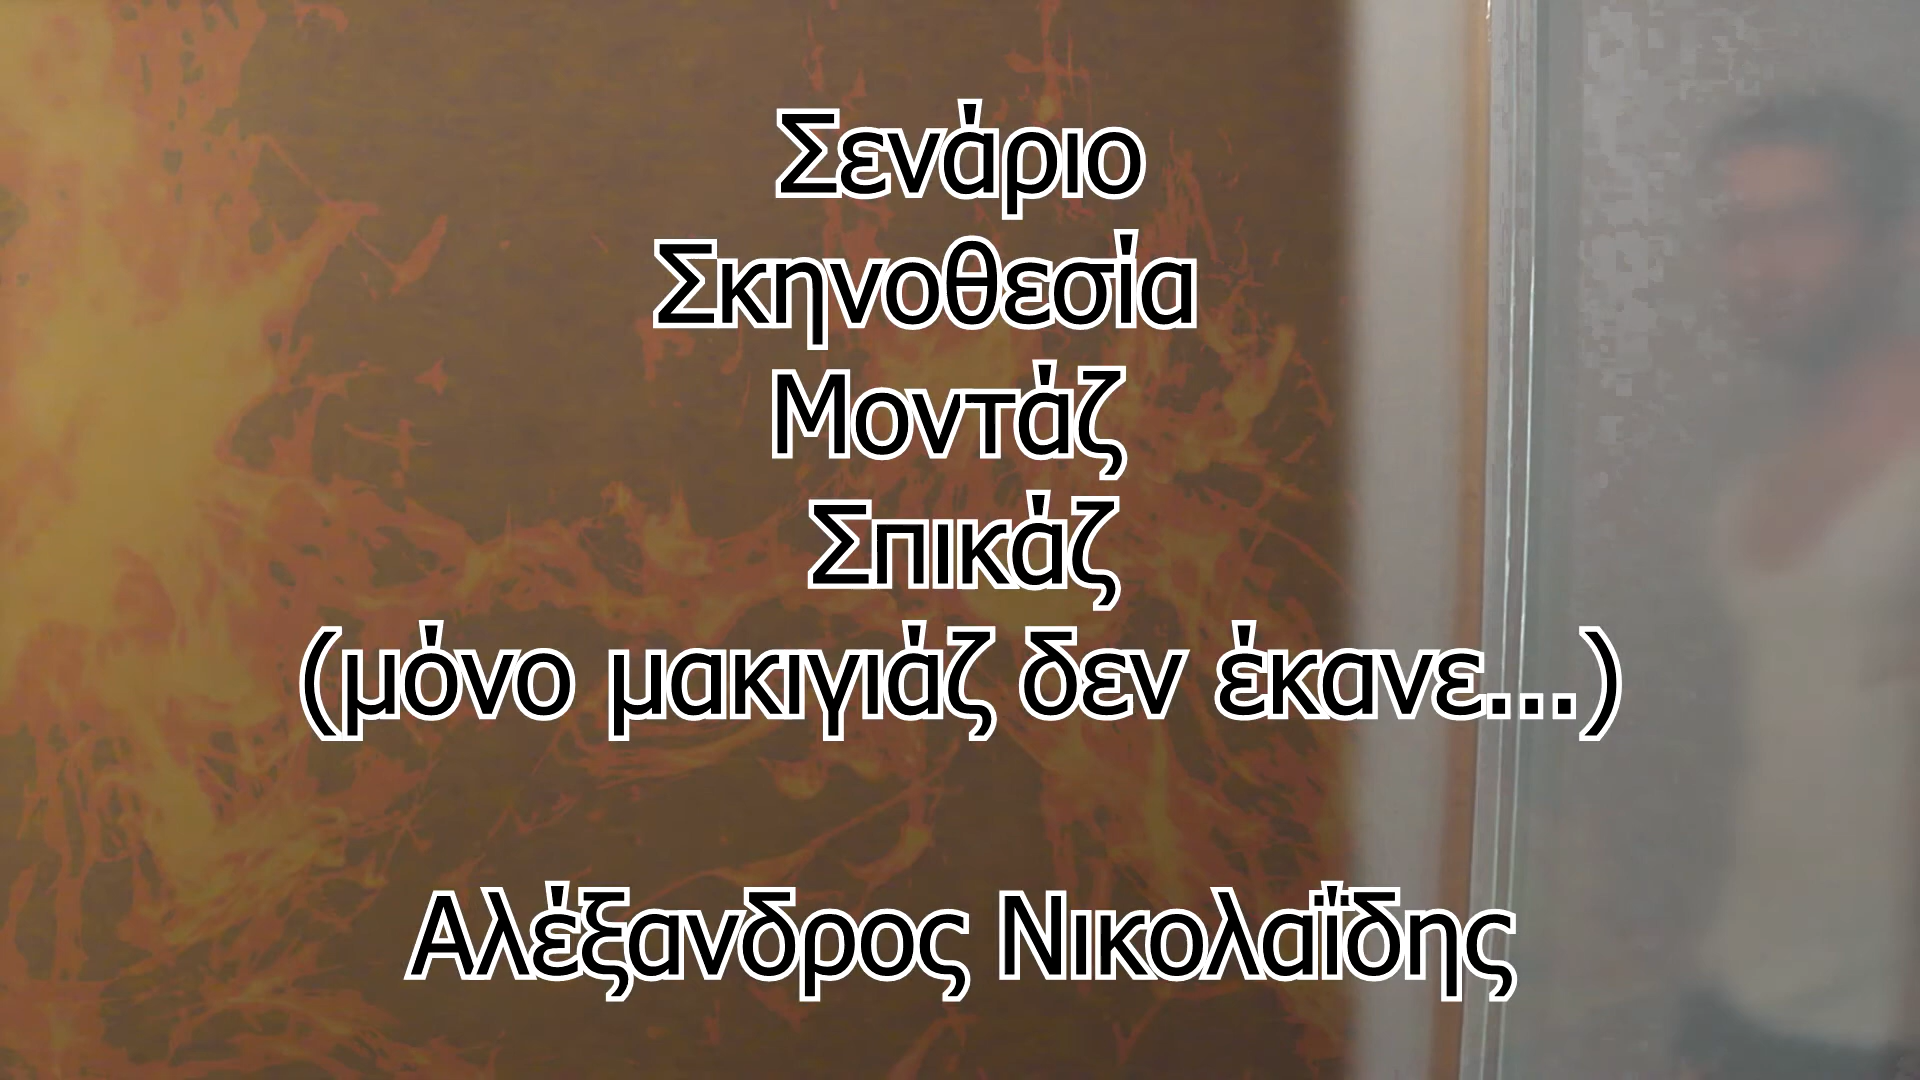 Σενάριο
Σκηνοθεσία
Μοντάζ
Σπικάζ
(μόνο μακιγιάζ δεν έκανε...)
Αλέξανδρος Νικολαΐδης